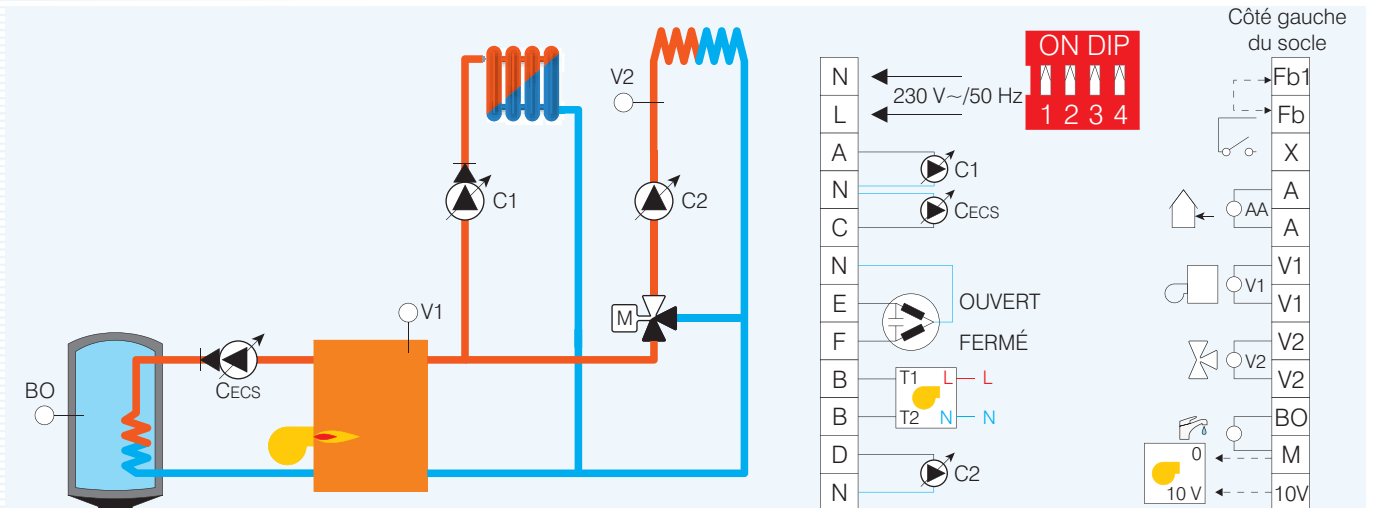 V2
C1
C2
M
V1
BO
CECS
N
L
A
N
C
N
E
F
B
B
D
N
230 V~/50 Hz
C1
CECS
OUVERT
FERMÉ
T1 L L
T2 N N
C2
ON DIP
1 2 3 4
Côté gauche
du socle
Fb1
Fb
X
A
AA
A
V1
V1
V1
V2
V2
V2
BO
M
10V
0
10 V